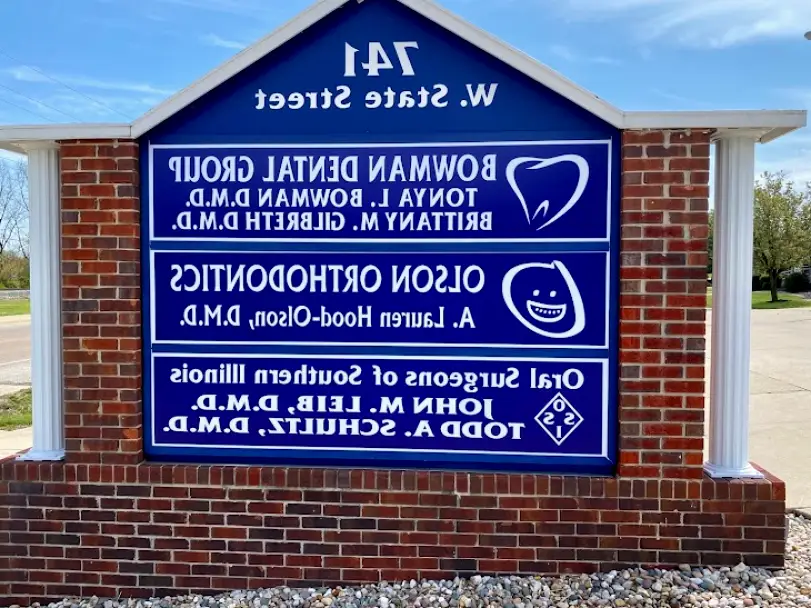 741
W. State Street
BOWMAN DENTAL GROUP
TONYA L. BOWMAN D.M.D.
BRITTANY M. GILBRETH D.M.D.
OLSON ORTHODONTICS
A. Lauren Hood-Olson, D.M.D.
Oral Surgeons of Southern Illinois
JOHN M. LEIB, D.M.D.
TODD A. SCHULTZ, D.M.D.
O
S S
I